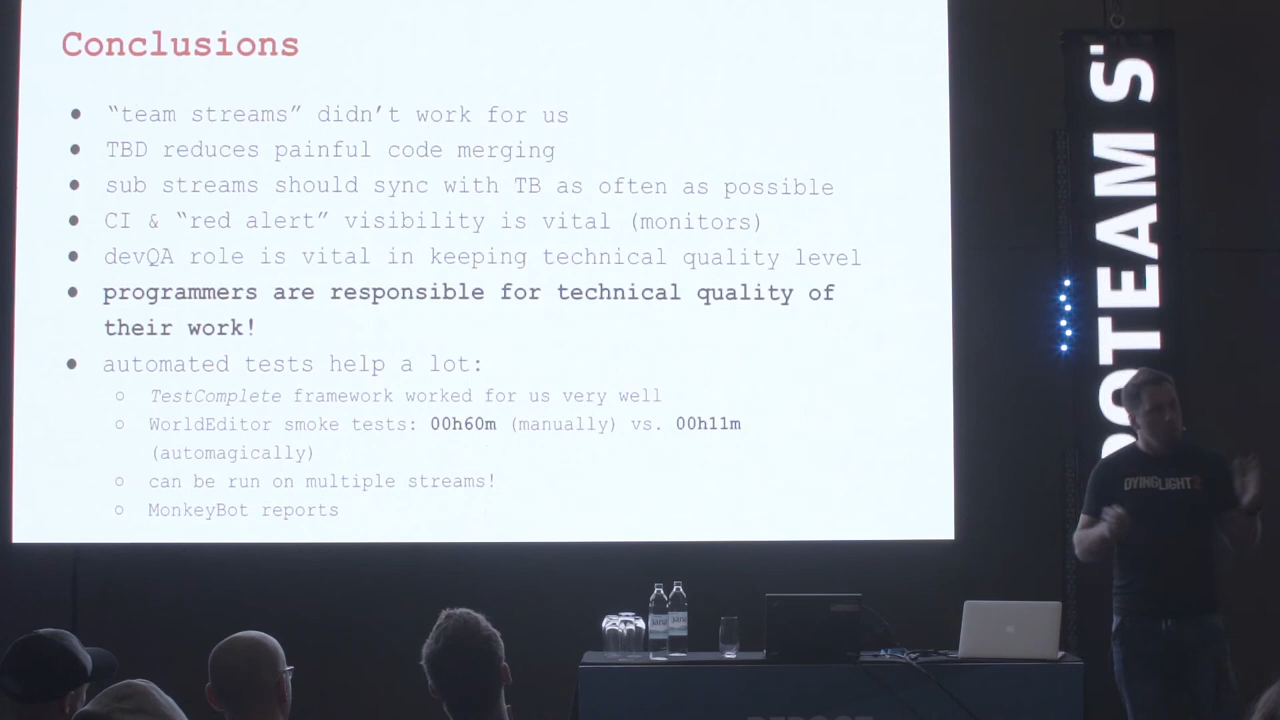 Conclusions
“team streams” didn’t work for us
TBD reduces painful code merging
sub streams should sync with TB as often as possible
CI & “red alert” visibility is vital (monitors)
devQA role is vital in keeping technical quality level
programmers are responsible for technical quality of
their work!
automated tests help a lot:
TestComplete framework worked for us very well
WorldEditor smoke tests: 00h60m (manually) vs. 00h11m
(automagically)
can be run on multiple streams!
MonkeyBot reports
DYINGLIGHT2
jana
jana